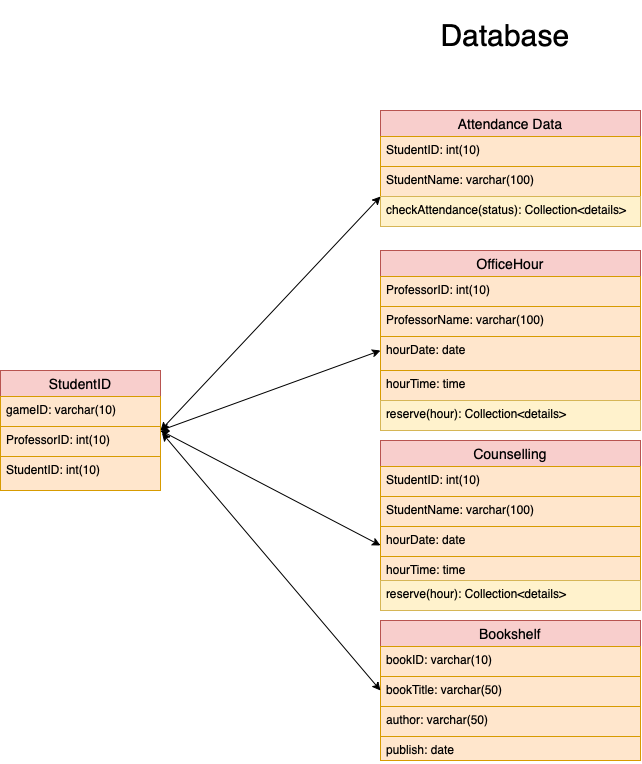 Database
Attendance Data
StudentID: int(10)
StudentName: varchar(100)
checkAttendance(status): Collection<details>
OfficeHour
ProfessorID: int(10)
ProfessorName: varchar(100)
hourDate: date
hourTime: time
reserve(hour): Collection<details>
StudentID
gameID: varchar(10)
ProfessorID: int(10)
StudentID: int(10)
Counselling
StudentID: int(10)
StudentName: varchar(100)
hourDate: date
hourTime: time
reserve(hour): Collection<details>
Bookshelf
bookID: varchar(10)
bookTitle: varchar(50)
author: varchar(50)
publish: date